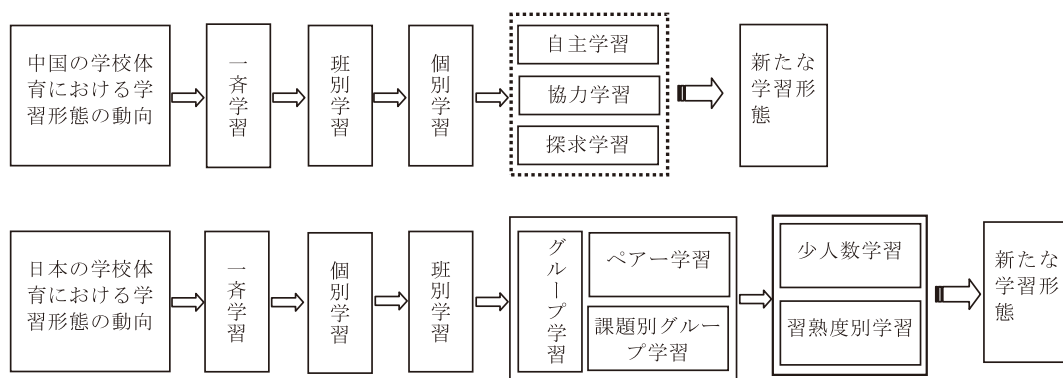 中国の学校体
育における学
習形態の動向
一斉学習
班別学習
個別学習
自主学習
協力学習
探求学習
新たな
学習形
態
日本の学校体
育における学
習形態の動向
一斉学習
個別学習
班別学習
グループ学習
ペアー学習
課題別グルー
プ学習
少人数学習
習熟度別学習
新たな
学習形
態